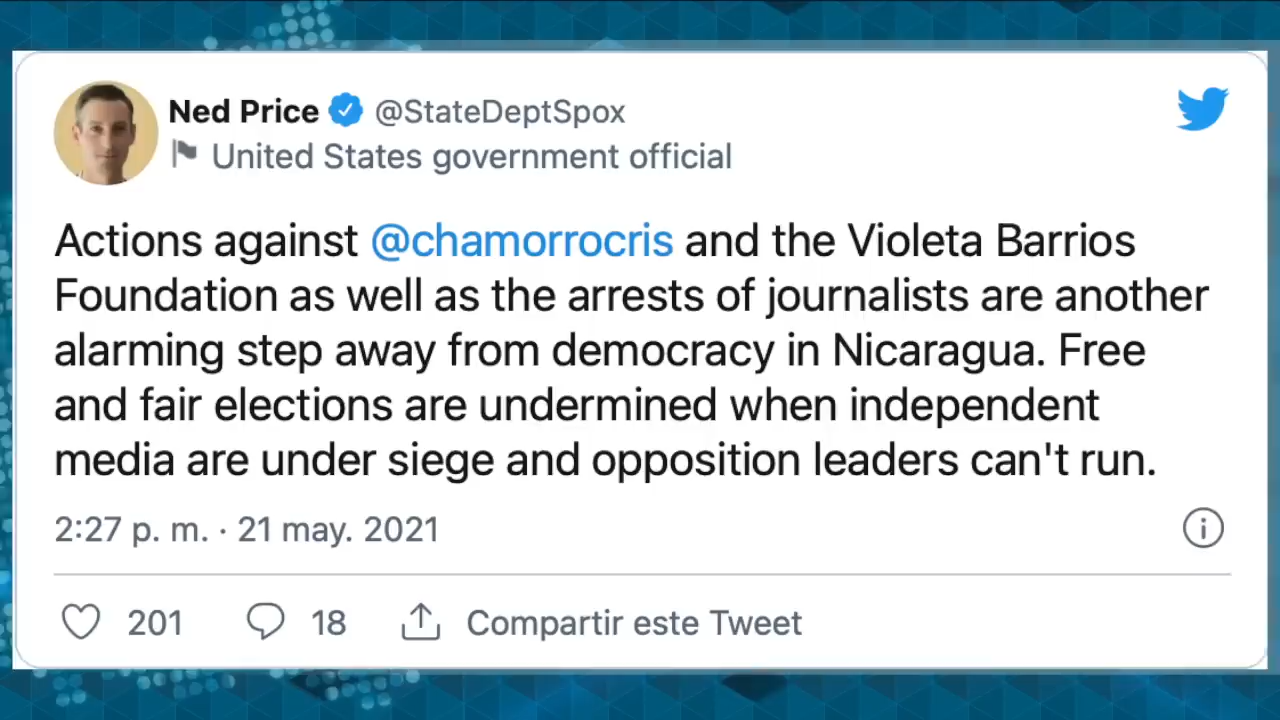 Ned Price @StateDeptSpox
United States government official
Actions against @chamorrocris and the Violeta Barrios
Foundation as well as the arrests of journalists are another
alarming step away from democracy in Nicaragua. Free
and fair elections are undermined when independent
media are under siege and opposition leaders can't run.
2:27 p. m. · 21 may. 2021
201 18 Compartir este Tweet